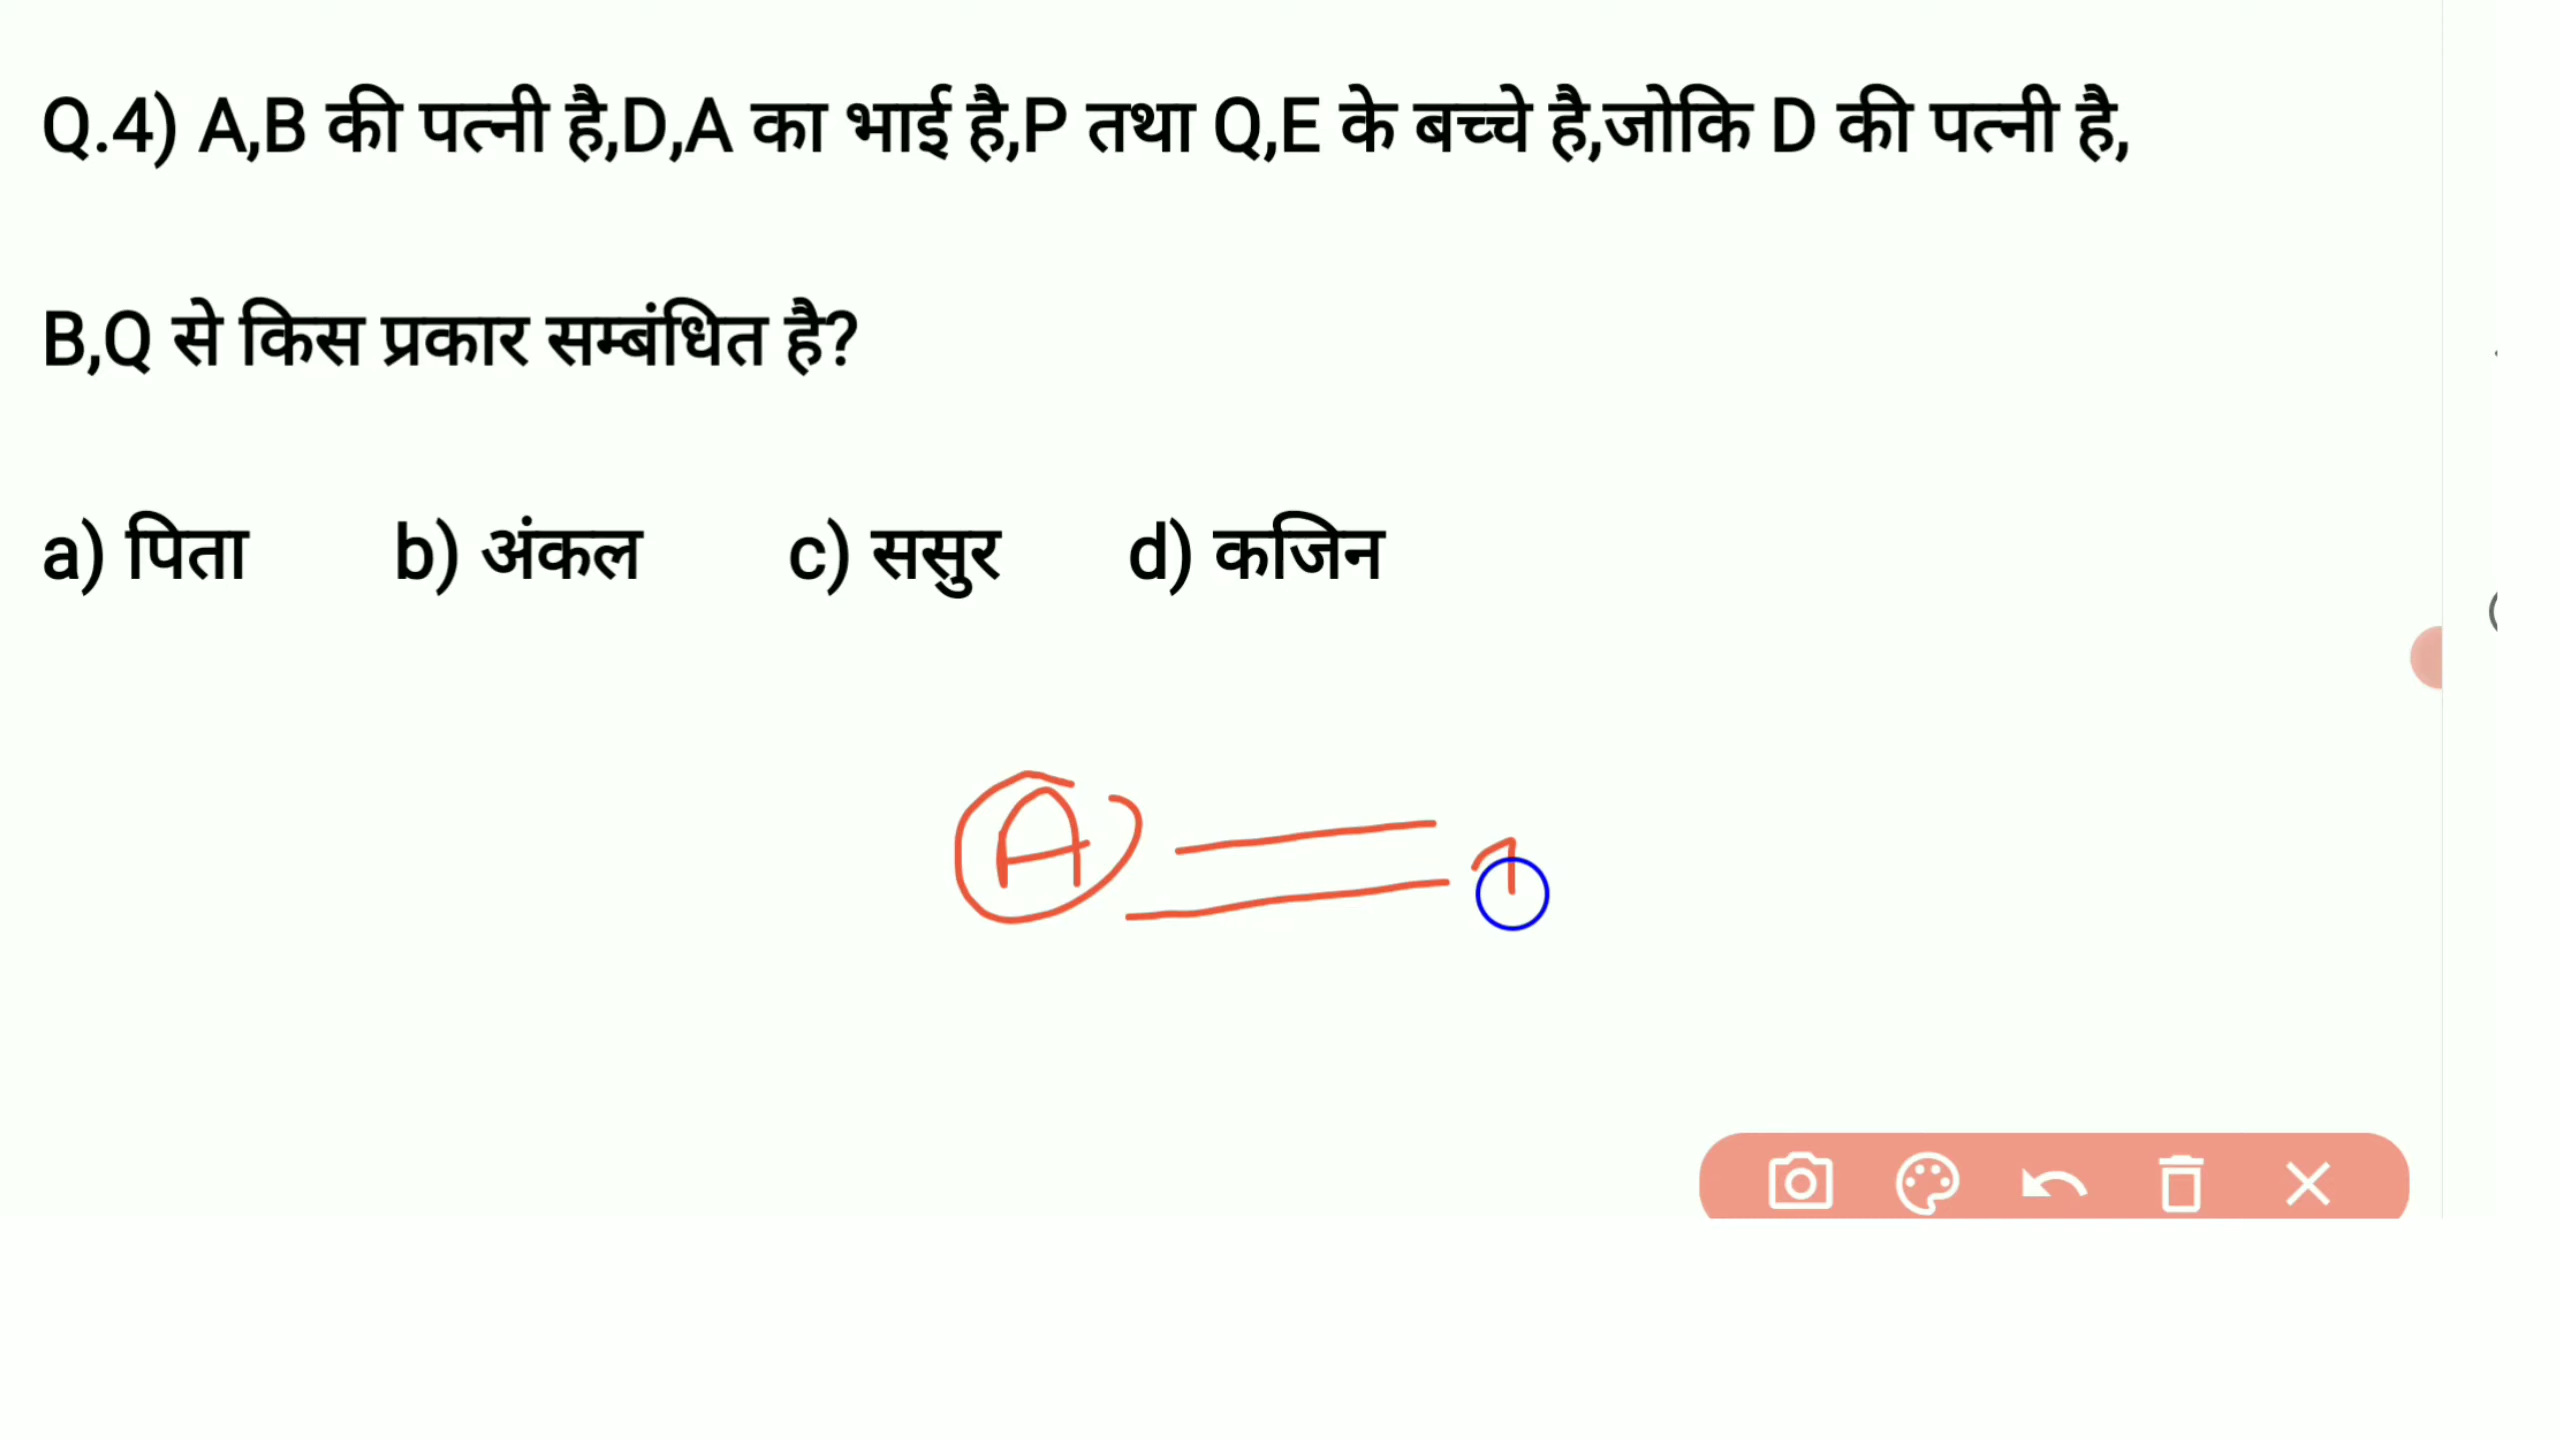 Q.4) A,B की पत्नी है,D,A का भाई है,P तथा Q,E के बच्चे है,जोकि D की पत्नी है,
B,Q से किस प्रकार सम्बंधित है?
a) पिता b) अंकल c) ससुर d) कजिन
A